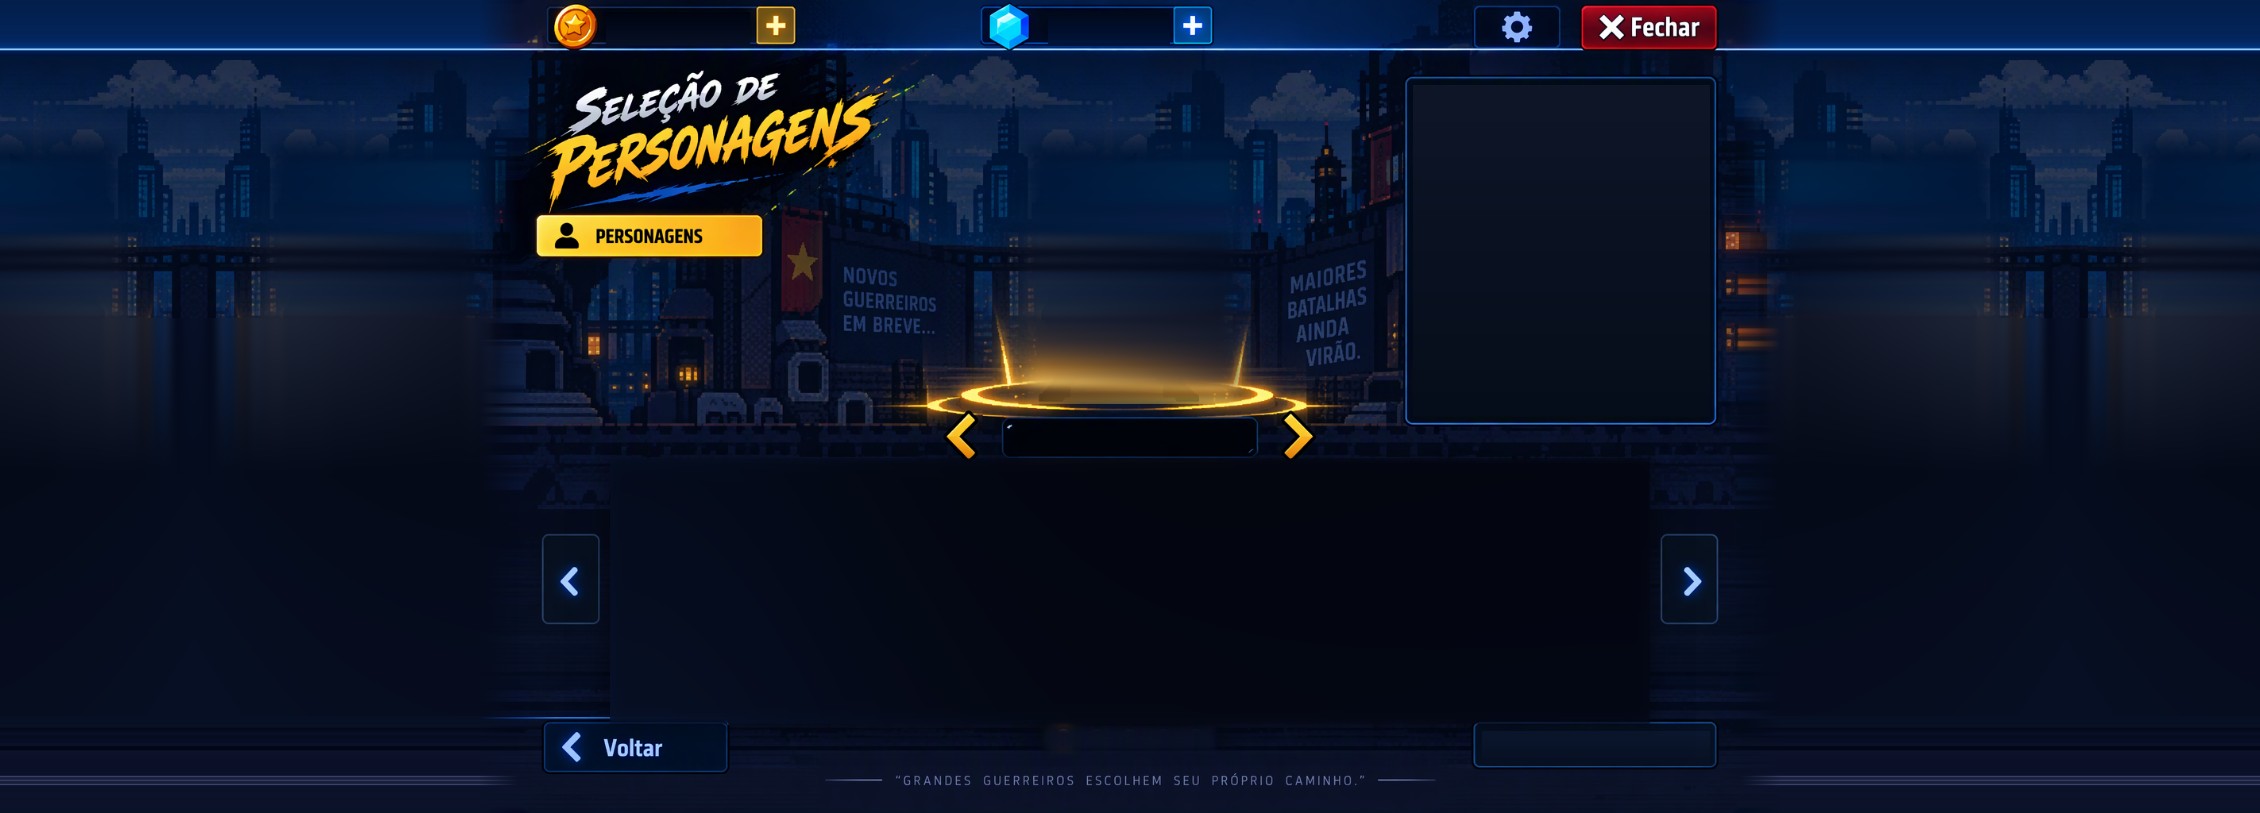 Fechar
SELEÇÃO DE
PERSONAGENS
PERSONAGENS
NOVOS
GUERREIROS
EM BREVE...
MAIORES
BATALHAS
AINDA
VIRÃO.
Voltar
"GRANDES GUERREIROS ESCOLHEM SEU PRÓPRIO CAMINHO."